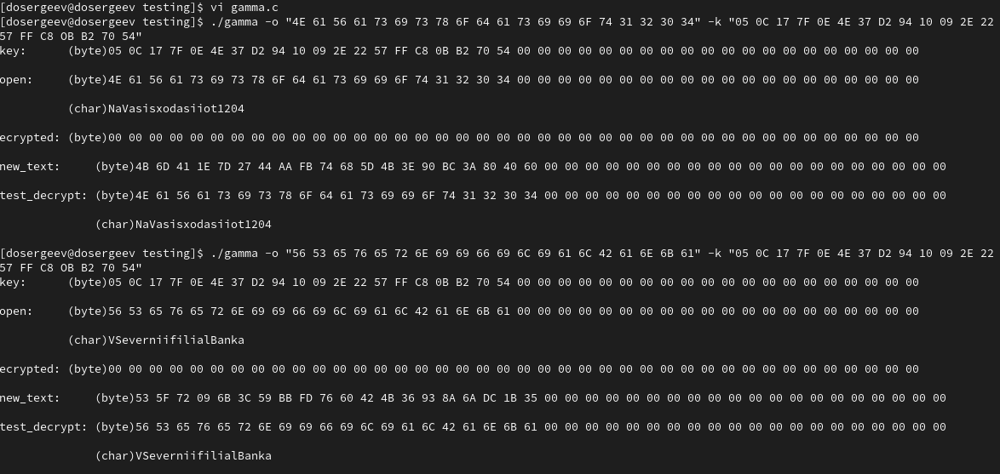 [dosergeev@dosergeev testing]$ vi gamma.c
[dosergeev@dosergeev testing]$ ./gamma -o "4E 61 56 61 73 69 73 78 6F 64 61 73 69 69 6F 74 31 32 30 34" -k "05 0C 17 7F 0E 4E 37 D2 94 10 09 2E 22
57 FF C8 OB B2 70 54"
key: (byte)05 0C 17 7F 0E 4E 37 D2 94 10 09 2E 22 57 FF C8 0B B2 70 54 00 00 00 00 00 00 00 00 00 00 00 00 00 00 00 00 00 00 00 00
open: (byte)4E 61 56 61 73 69 73 78 6F 64 61 73 69 69 6F 74 31 32 30 34 00 00 00 00 00 00 00 00 00 00 00 00 00 00 00 00 00 00 00 00
(char)NaVasisxodasiiot1204
ecrypted: (byte)00 00 00 00 00 00 00 00 00 00 00 00 00 00 00 00 00 00 00 00 00 00 00 00 00 00 00 00 00 00 00 00 00 00 00 00 00 00 00 00
new_text: (byte)4B 6D 41 1E 7D 27 44 AA FB 74 68 5D 4B 3E 90 BC 3A 80 40 60 00 00 00 00 00 00 00 00 00 00 00 00 00 00 00 00 00 00 00 00
test_decrypt: (byte)4E 61 56 61 73 69 73 78 6F 64 61 73 69 69 6F 74 31 32 30 34 00 00 00 00 00 00 00 00 00 00 00 00 00 00 00 00 00 00 00 00
(char)NaVasisxodasiiot1204
[dosergeev@dosergeev testing]$ ./gamma -o "56 53 65 76 65 72 6E 69 69 66 69 6C 69 61 6C 42 61 6E 6B 61" -k "05 0C 17 7F 0E 4E 37 D2 94 10 09 2E 22
57 FF C8 OB B2 70 54"
key: (byte)05 0C 17 7F 0E 4E 37 D2 94 10 09 2E 22 57 FF C8 0B B2 70 54 00 00 00 00 00 00 00 00 00 00 00 00 00 00 00 00 00 00 00 00
open: (byte)56 53 65 76 65 72 6E 69 69 66 69 6C 69 61 6C 42 61 6E 6B 61 00 00 00 00 00 00 00 00 00 00 00 00 00 00 00 00 00 00 00 00
(char)VSeverniifilialBanka
ecrypted: (byte)00 00 00 00 00 00 00 00 00 00 00 00 00 00 00 00 00 00 00 00 00 00 00 00 00 00 00 00 00 00 00 00 00 00 00 00 00 00 00 00
new_text: (byte)53 5F 72 09 6B 3C 59 BB FD 76 60 42 4B 36 93 8A 6A DC 1B 35 00 00 00 00 00 00 00 00 00 00 00 00 00 00 00 00 00 00 00 00
test_decrypt: (byte)56 53 65 76 65 72 6E 69 69 66 69 6C 69 61 6C 42 61 6E 6B 61 00 00 00 00 00 00 00 00 00 00 00 00 00 00 00 00 00 00 00 00
(char)VSeverniifilialBanka